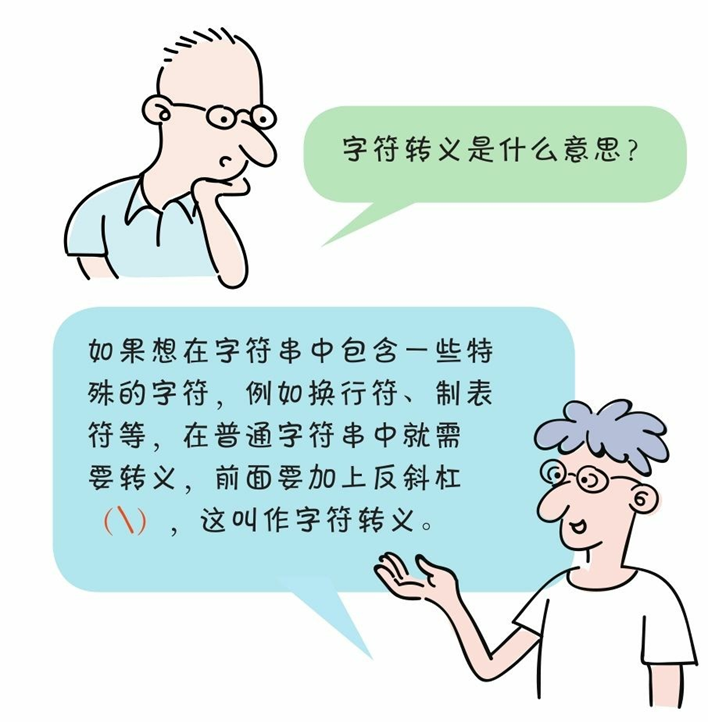 字符转义是什么意思？
如果想在字符串中包含一些特
殊的字符，例如换行符、制表
符等，在普通字符串中就需
要转义，前面要加上反斜杠
（\），这叫作字符转义。